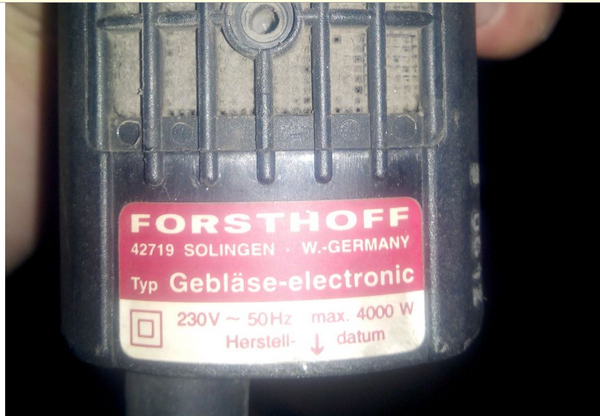 FORSTHOFF
42719 SOLINGEN · W.-GERMANY
Typ Gebläse-electronic
230V ~ 50Hz max. 4000 W
Herstell- ↓ datum